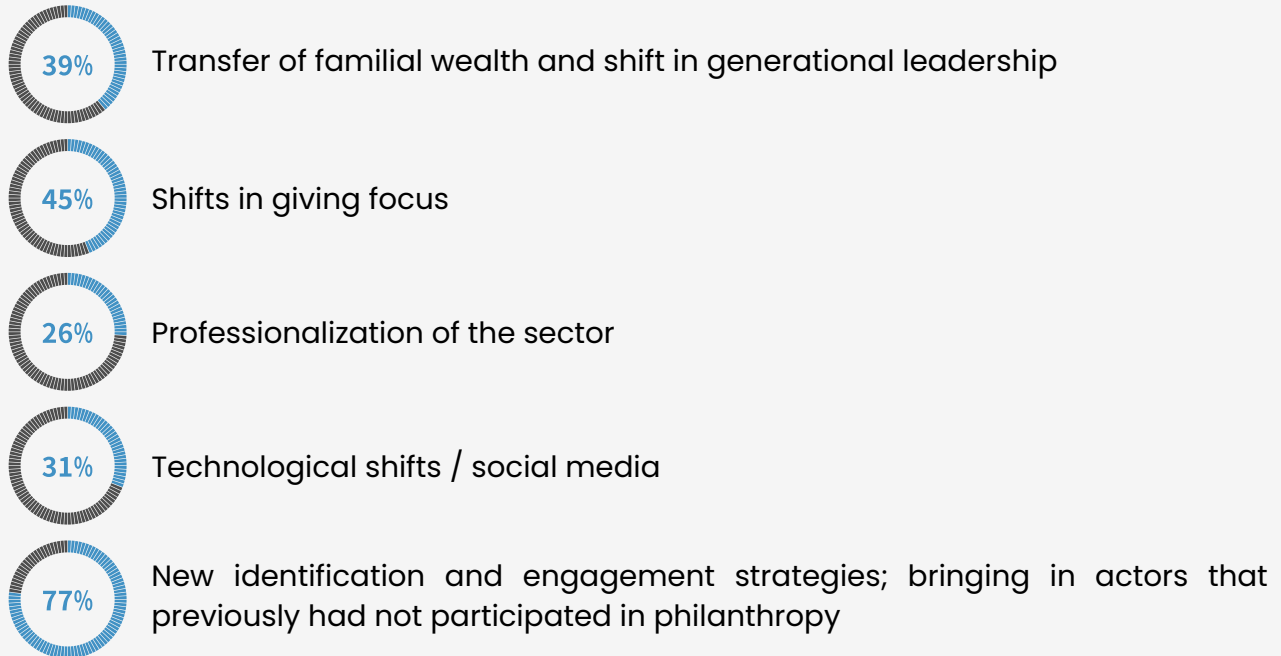 39%
Transfer of familial wealth and shift in generational leadership
45%
Shifts in giving focus
26%
Professionalization of the sector
31%
Technological shifts / social media
77%
New identification and engagement strategies; bringing in actors that
previously had not participated in philanthropy